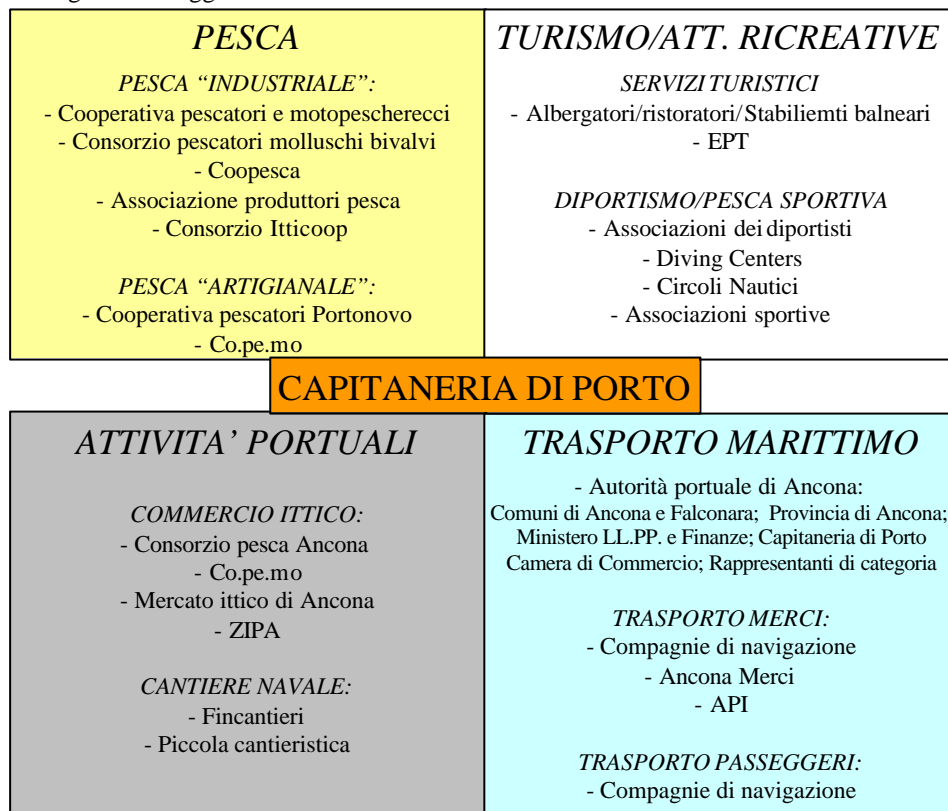 PESCA
PESCA “INDUSTRIALE”:
- Cooperativa pescatori e motopescherecci
- Consorzio pescatori molluschi bivalvi
- Coopesca
- Associazione produttori pesca
- Consorzio Itticoop
PESCA “ARTIGIANALE”:
- Cooperativa pescatori Portonovo
- Co.pe.mo
TURISMO/ATT. RICREATIVE
SERVIZI TURISTICI
- Albergatori/ristoratori/Stabiliemti balneari
- EPT
DIPORTISMO/PESCA SPORTIVA
- Associazioni dei diportisti
- Diving Centers
- Circoli Nautici
- Associazioni sportive
CAPITANERIA DI PORTO
ATTIVITA’ PORTUALI
COMMERCIO ITTICO:
- Consorzio pesca Ancona
- Co.pe.mo
- Mercato ittico di Ancona
- ZIPA
CANTIERE NAVALE:
- Fincantieri
- Piccola cantieristica
TRASPORTO MARITTIMO
- Autorità portuale di Ancona:
Comuni di Ancona e Falconara; Provincia di Ancona;
Ministero LL.PP. e Finanze; Capitaneria di Porto
Camera di Commercio; Rappresentanti di categoria
TRASPORTO MERCI:
- Compagnie di navigazione
- Ancona Merci
- API
TRASPORTO PASSEGGERI:
- Compagnie di navigazione